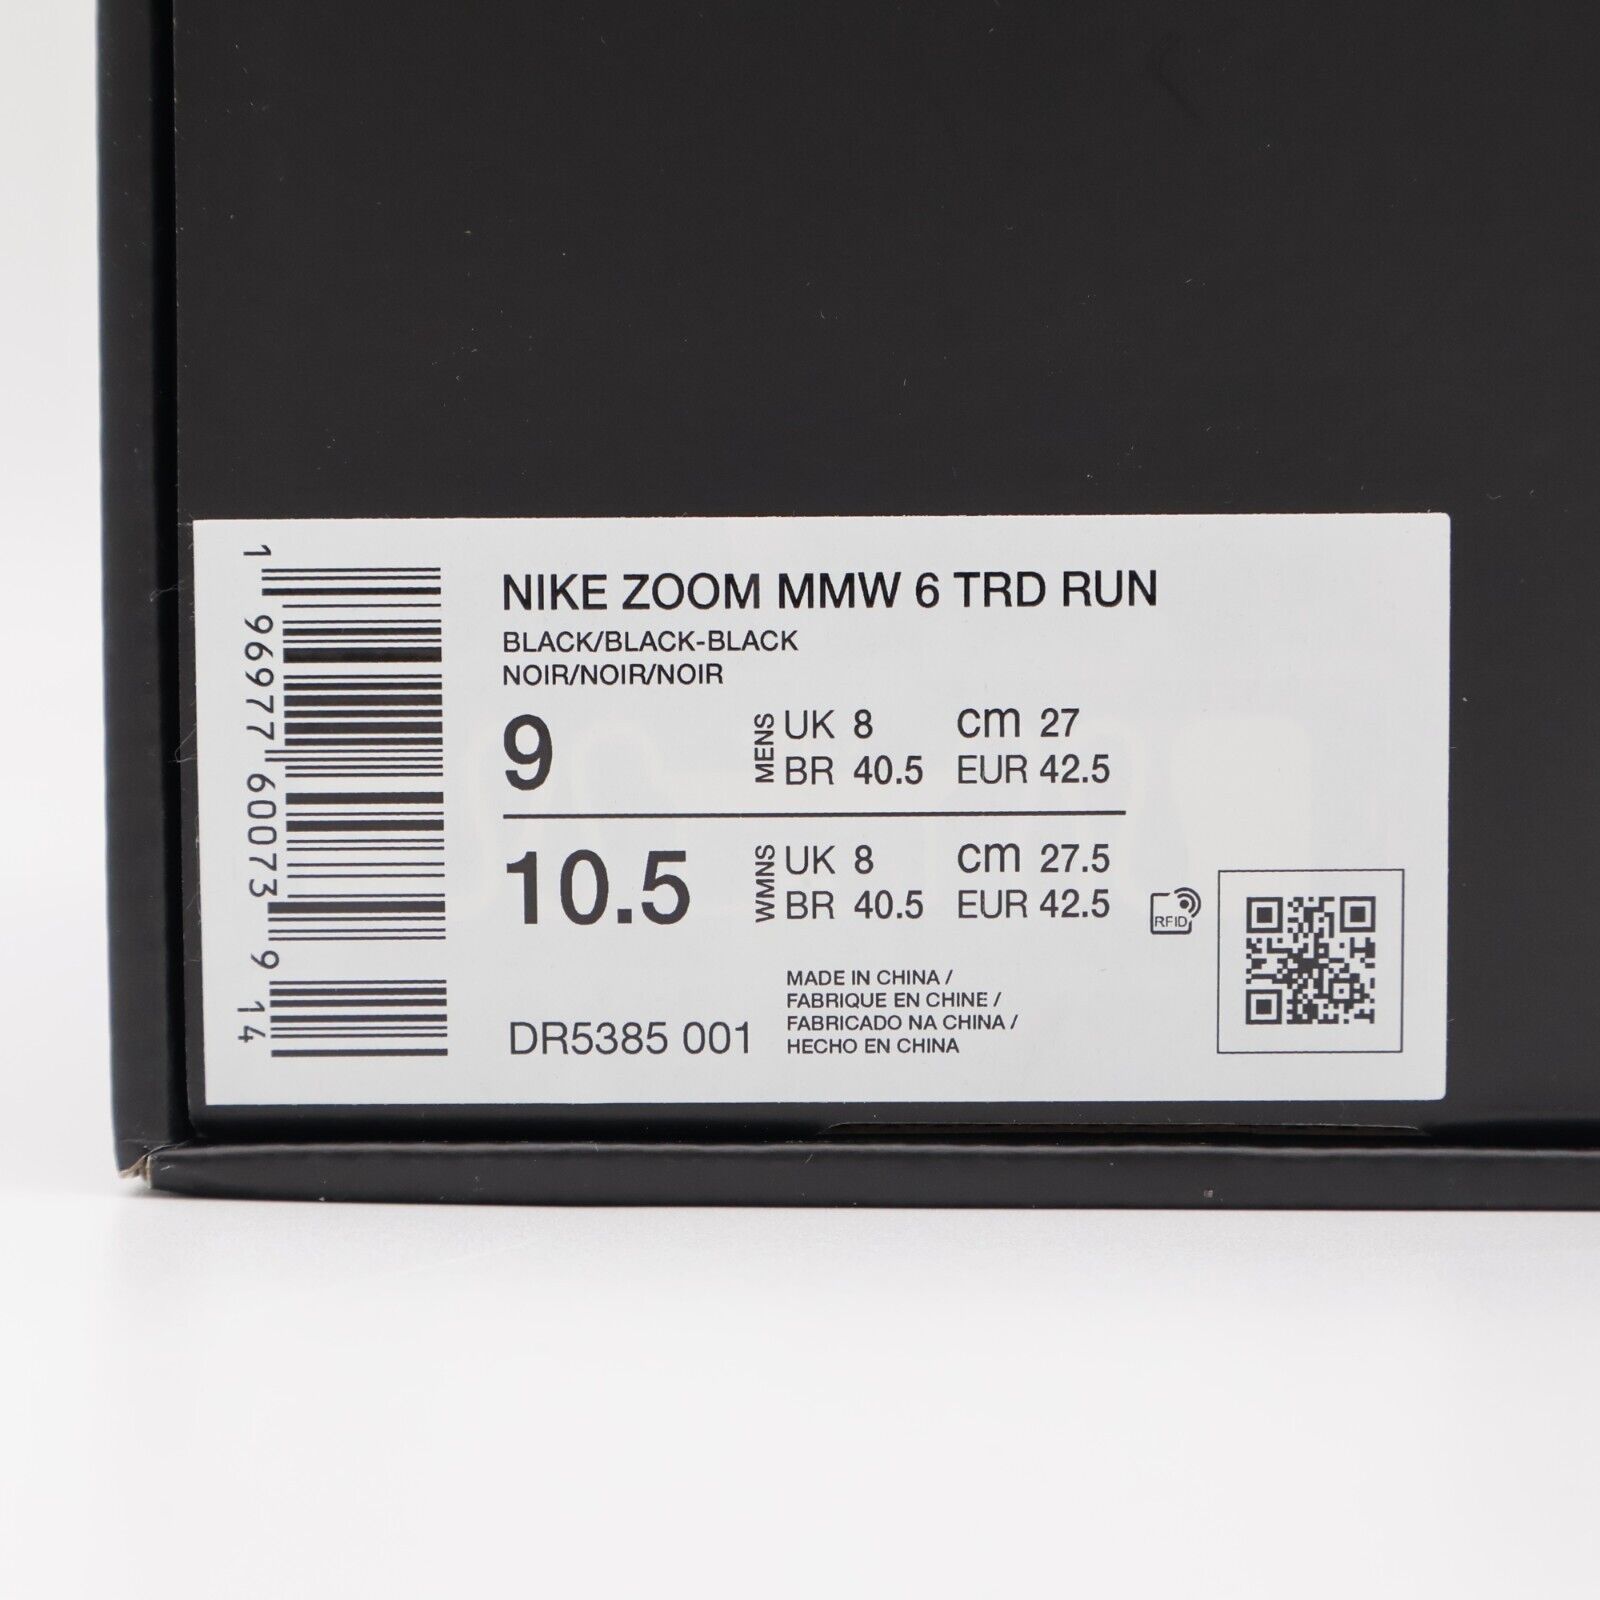 1 96977 60073 9 14
NIKE ZOOM MMW 6 TRD RUN
BLACK/BLACK-BLACK
NOIR/NOIR/NOIR
9 MENS UK 8 CM 27
BR 40.5 EUR 42.5
10.5 WMNS UK 8 CM 27.5
BR 40.5 EUR 42.5
RFID
MADE IN CHINA /
FABRIQUE EN CHINE /
FABRICADO NA CHINA /
HECHO EN CHINA
DR5385 001